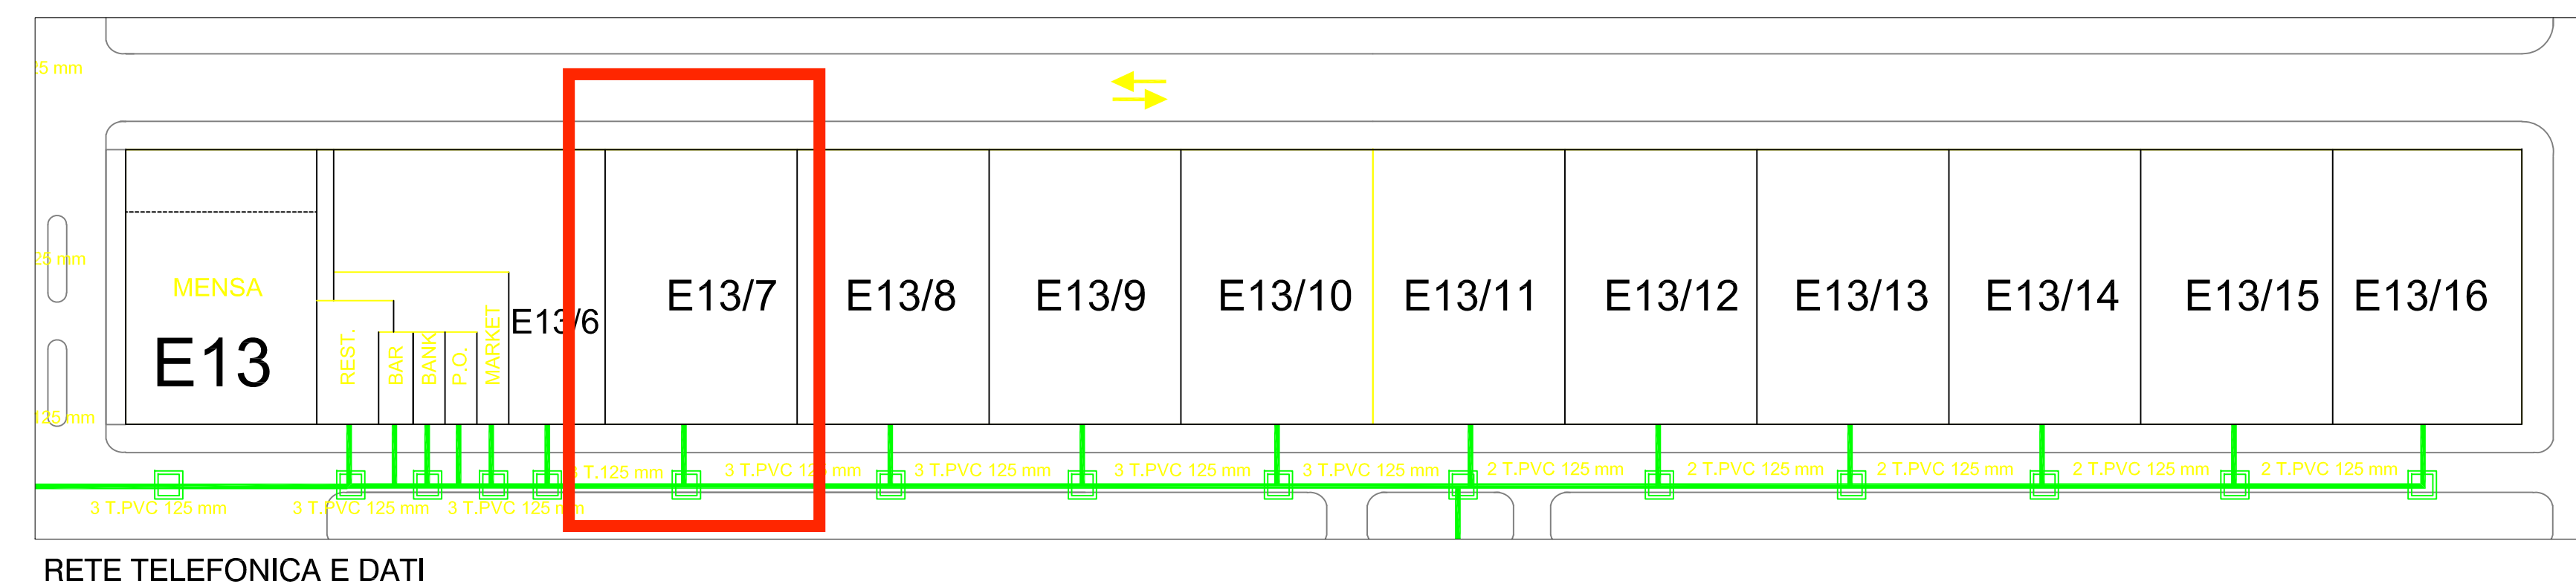 25 mm
25 mm
125 mm
MENSA
E13
REST.
BAR
BANK
P.O.
MARKET
E13/6
E13/7
E13/8
E13/9
E13/10
E13/11
E13/12
E13/13
E13/14
E13/15
E13/16
3 T.125 mm
3 T.PVC 125 mm
3 T.PVC 125 mm
3 T.PVC 125 mm
3 T.PVC 125 mm
2 T.PVC 125 mm
2 T.PVC 125 mm
2 T.PVC 125 mm
2 T.PVC 125 mm
2 T.PVC 125 mm
3 T.PVC 125 mm
3 T.PVC 125 mm
3 T.PVC 125 mm
RETE TELEFONICA E DATI